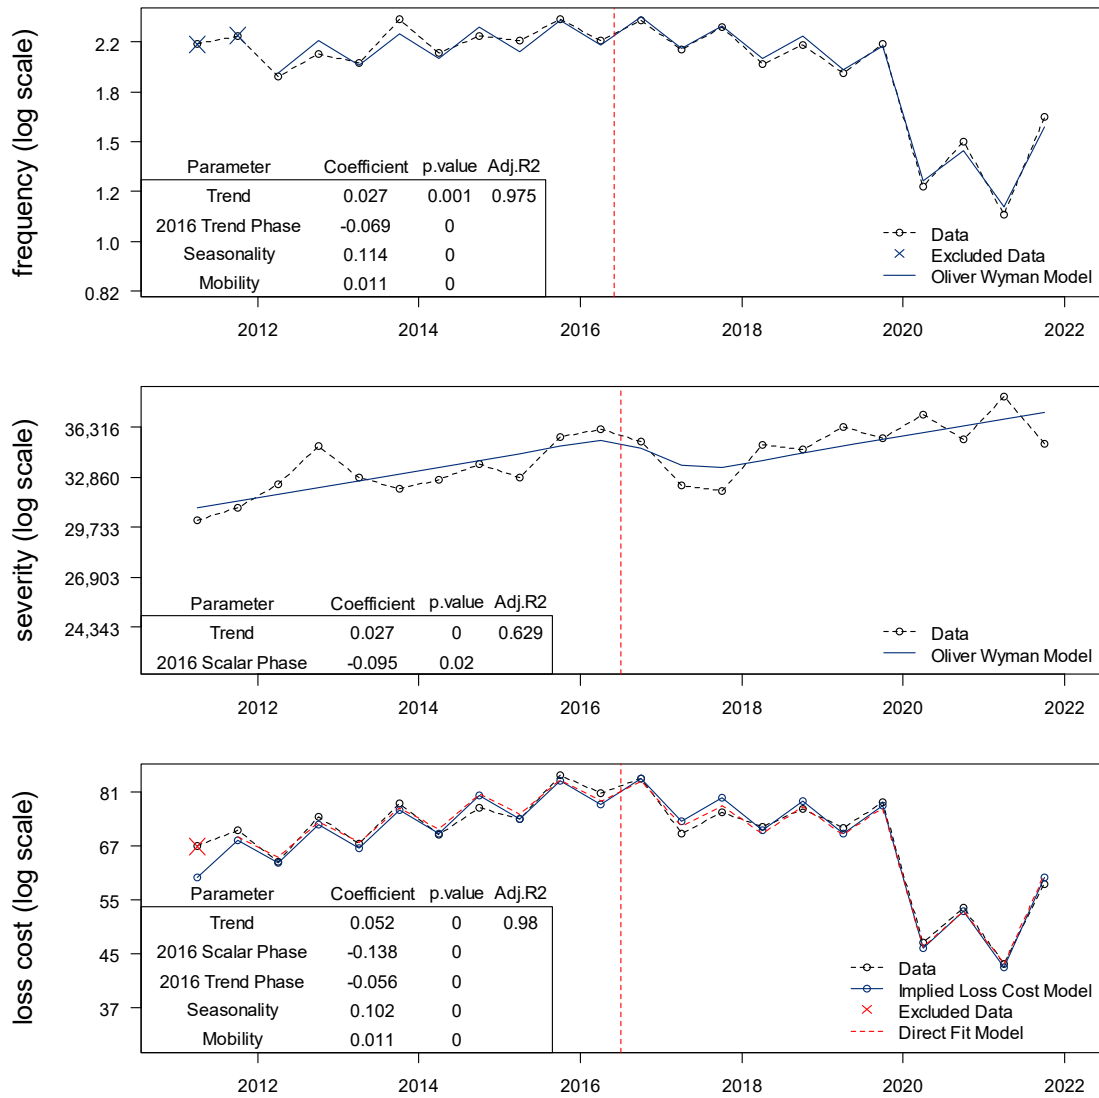 frequency (log scale)
2.2
1.8
1.5
1.2
1.0
0.82
Parameter Coefficient p.value Adj.R2
Trend 0.027 0.001 0.975
2016 Trend Phase -0.069 0
Seasonality 0.114 0
Mobility 0.011 0
Data
Excluded Data
Oliver Wyman Model
2012 2014 2016 2018 2020 2022
severity (log scale)
36,316
32,860
29,733
26,903
24,343
Parameter Coefficient p.value Adj.R2
Trend 0.027 0 0.629
2016 Scalar Phase -0.095 0.02
Data
Oliver Wyman Model
2012 2014 2016 2018 2020 2022
loss cost (log scale)
81
67
55
45
37
Parameter Coefficient p.value Adj.R2
Trend 0.052 0 0.98
2016 Scalar Phase -0.138 0
2016 Trend Phase -0.056 0
Seasonality 0.102 0
Mobility 0.011 0
Data
Implied Loss Cost Model
Excluded Data
Direct Fit Model
2012 2014 2016 2018 2020 2022